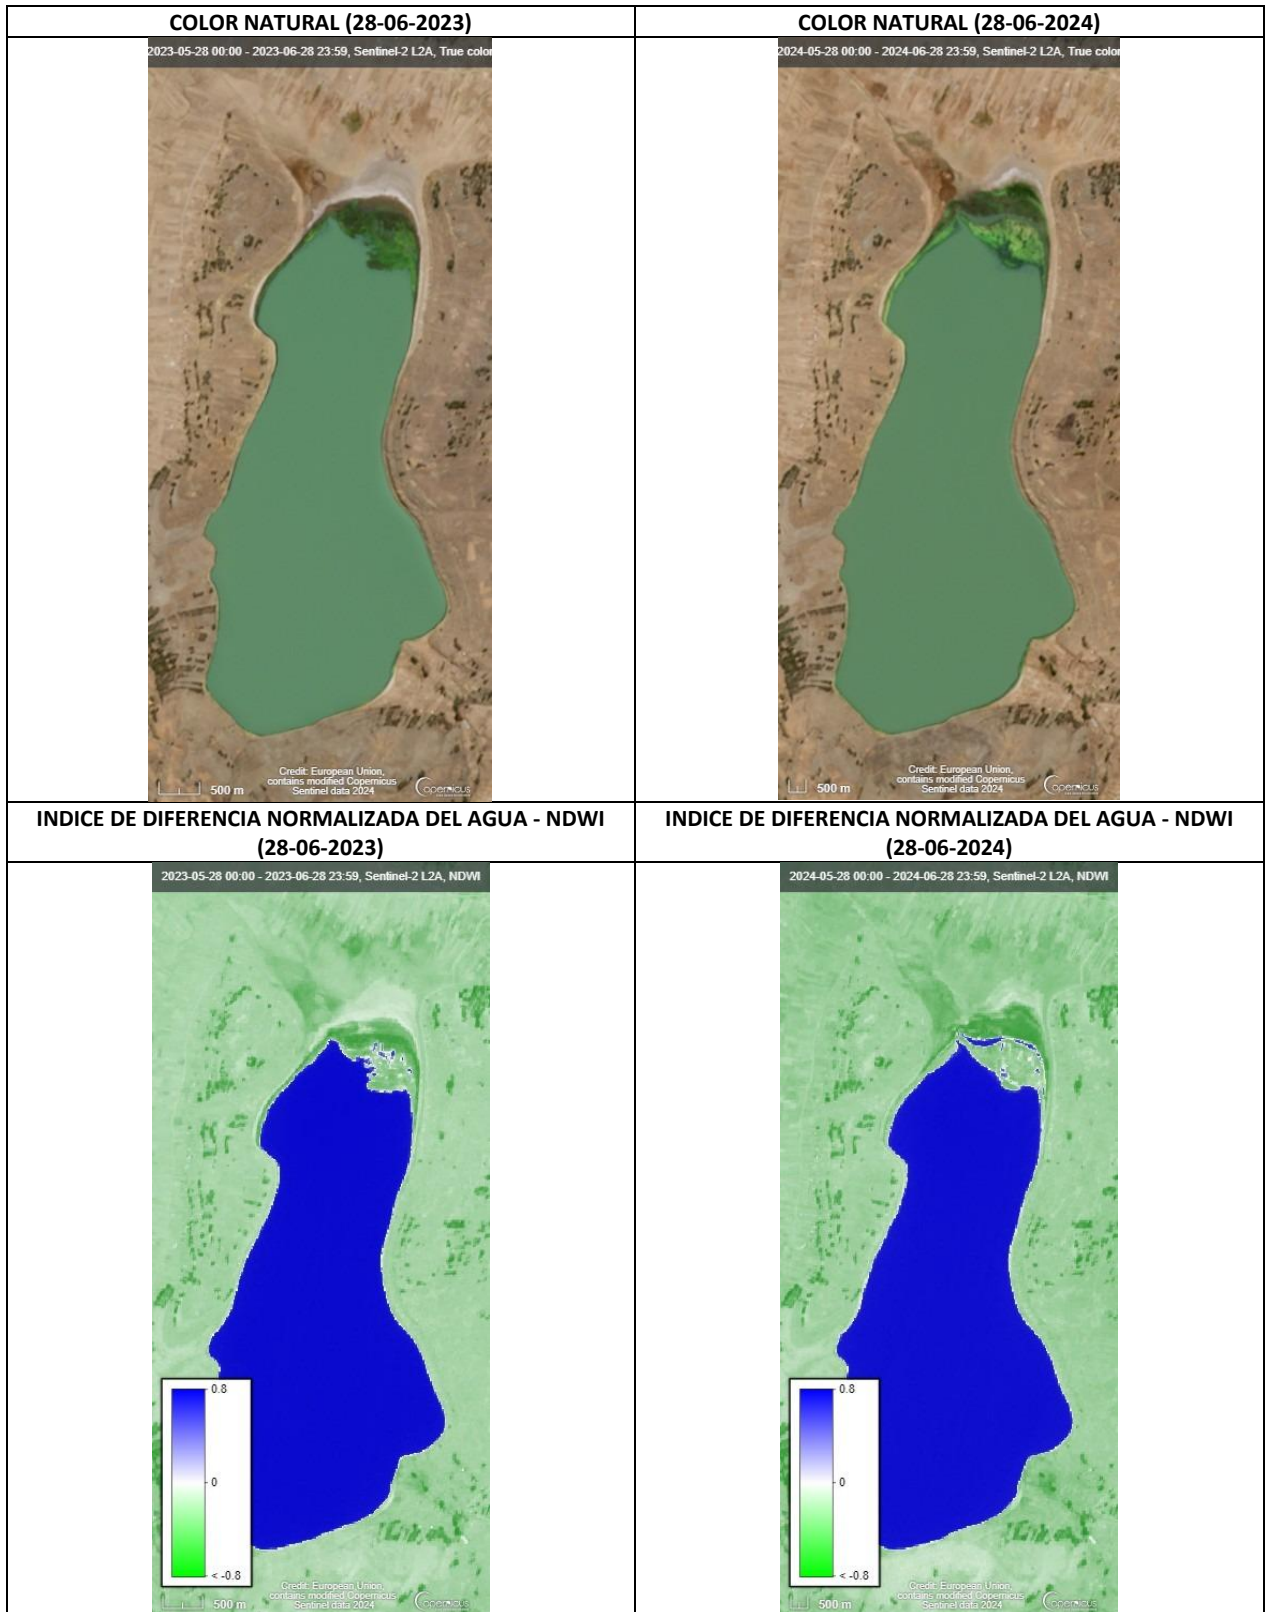 COLOR NATURAL (28-06-2023)
COLOR NATURAL (28-06-2024)
2023-05-28 00:00 - 2023-06-28 23:59, Sentinel-2 L2A, True color
2024-05-28 00:00 - 2024-06-28 23:59, Sentinel-2 L2A, True color
Credit: European Union,
contains modified Copernicus
Sentinel data 2024
500 m
opernicus
Credit: European Union,
contains modified Copernicus
Sentinel data 2024
500 m
opernicus
INDICE DE DIFERENCIA NORMALIZADA DEL AGUA - NDWI
(28-06-2023)
INDICE DE DIFERENCIA NORMALIZADA DEL AGUA - NDWI
(28-06-2024)
2023-05-28 00:00 - 2023-06-28 23:59, Sentinel-2 L2A, NDWI
2024-05-28 00:00 - 2024-06-28 23:59, Sentinel-2 L2A, NDWI
0.8
0
< -0.8
Credit: European Union,
contains modified Copernicus
Sentinel data 2024
500 m
opernicus
0.8
0
< -0.8
Credit: European Union,
contains modified Copernicus
Sentinel data 2024
500 m
opernicus